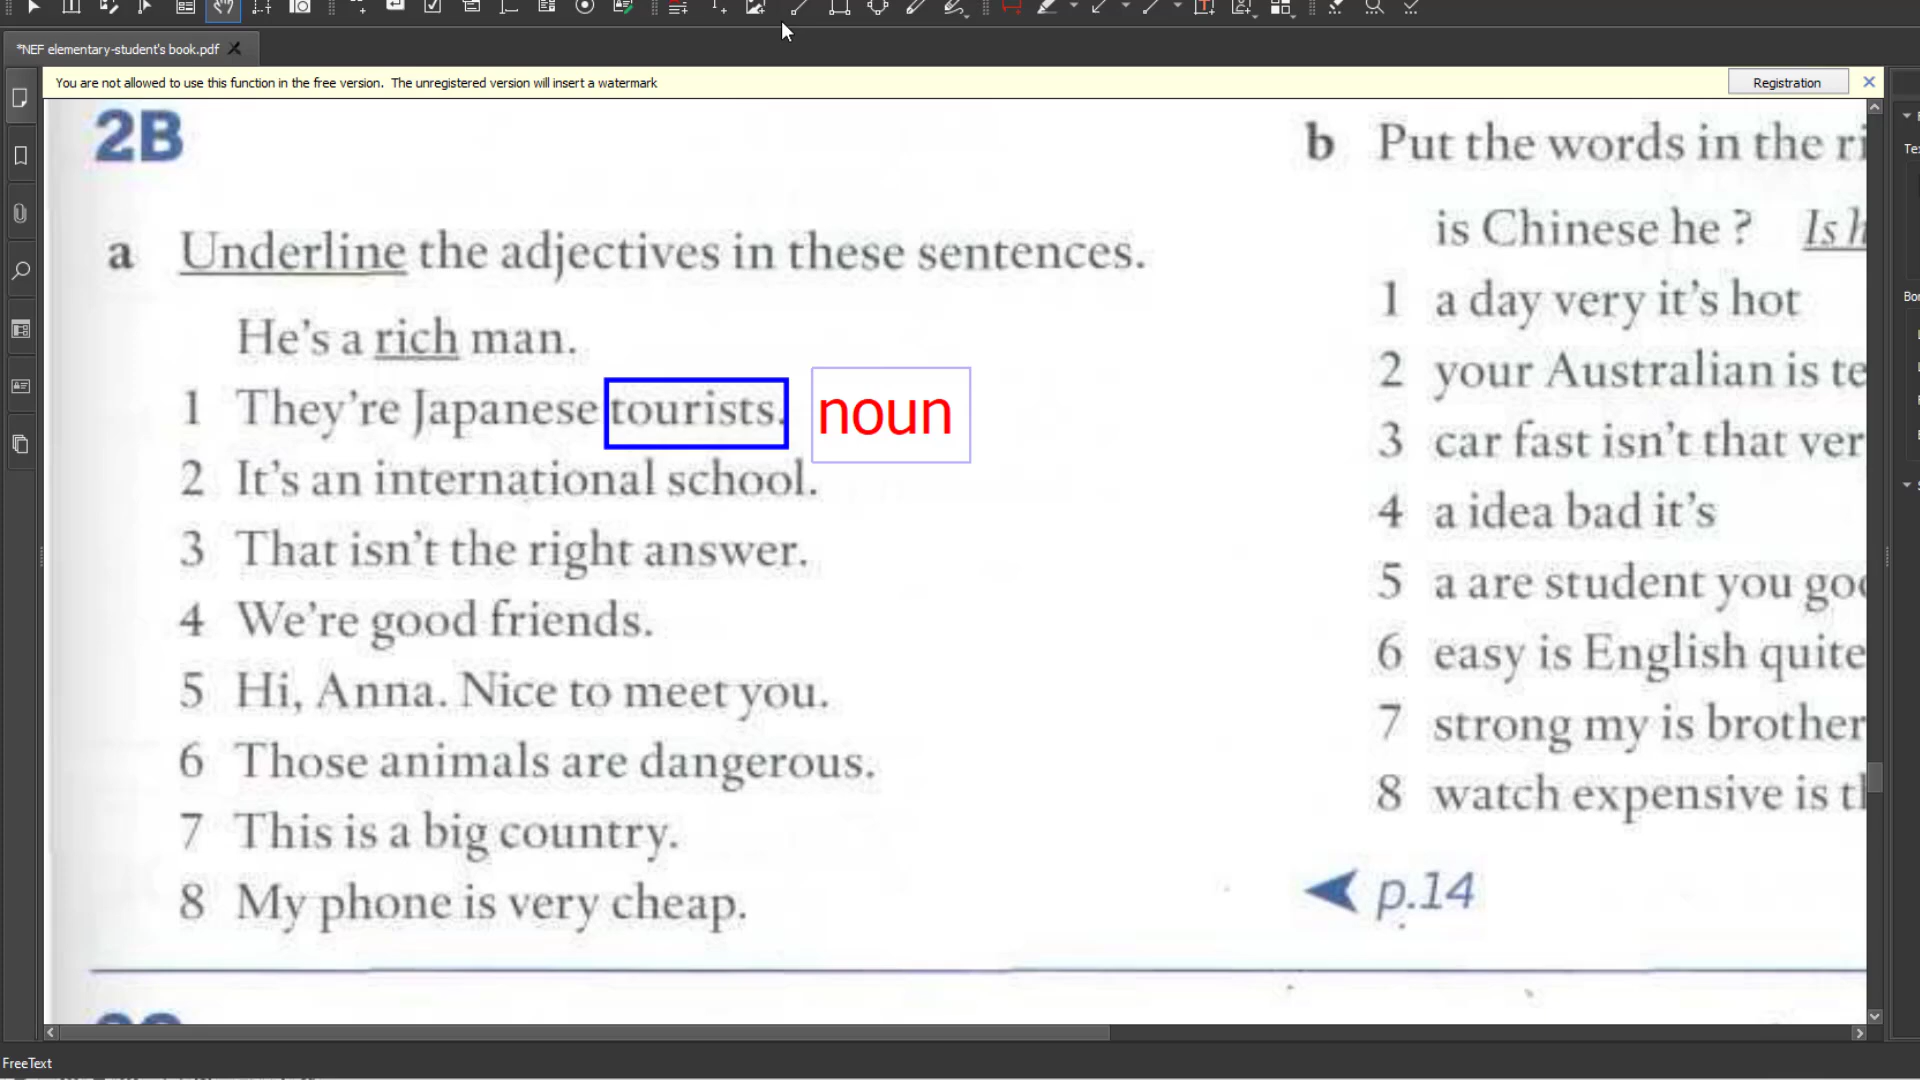 *NEF elementary-student's book.pdf
You are not allowed to use this function in the free version. The unregistered version will insert a watermark
Registration
2B
a Underline the adjectives in these sentences.
He's a rich man.
1 They're Japanese tourists. noun
2 It's an international school.
3 That isn't the right answer.
4 We're good friends.
5 Hi, Anna. Nice to meet you.
6 Those animals are dangerous.
7 This is a big country.
8 My phone is very cheap.
b Put the words in the ri
is Chinese he ? Is h
1 a day very it's hot
2 your Australian is te
3 car fast isn't that ver
4 a idea bad it's
5 a are student you goo
6 easy is English quite
7 strong my is brother
8 watch expensive is th
p.14
FreeText